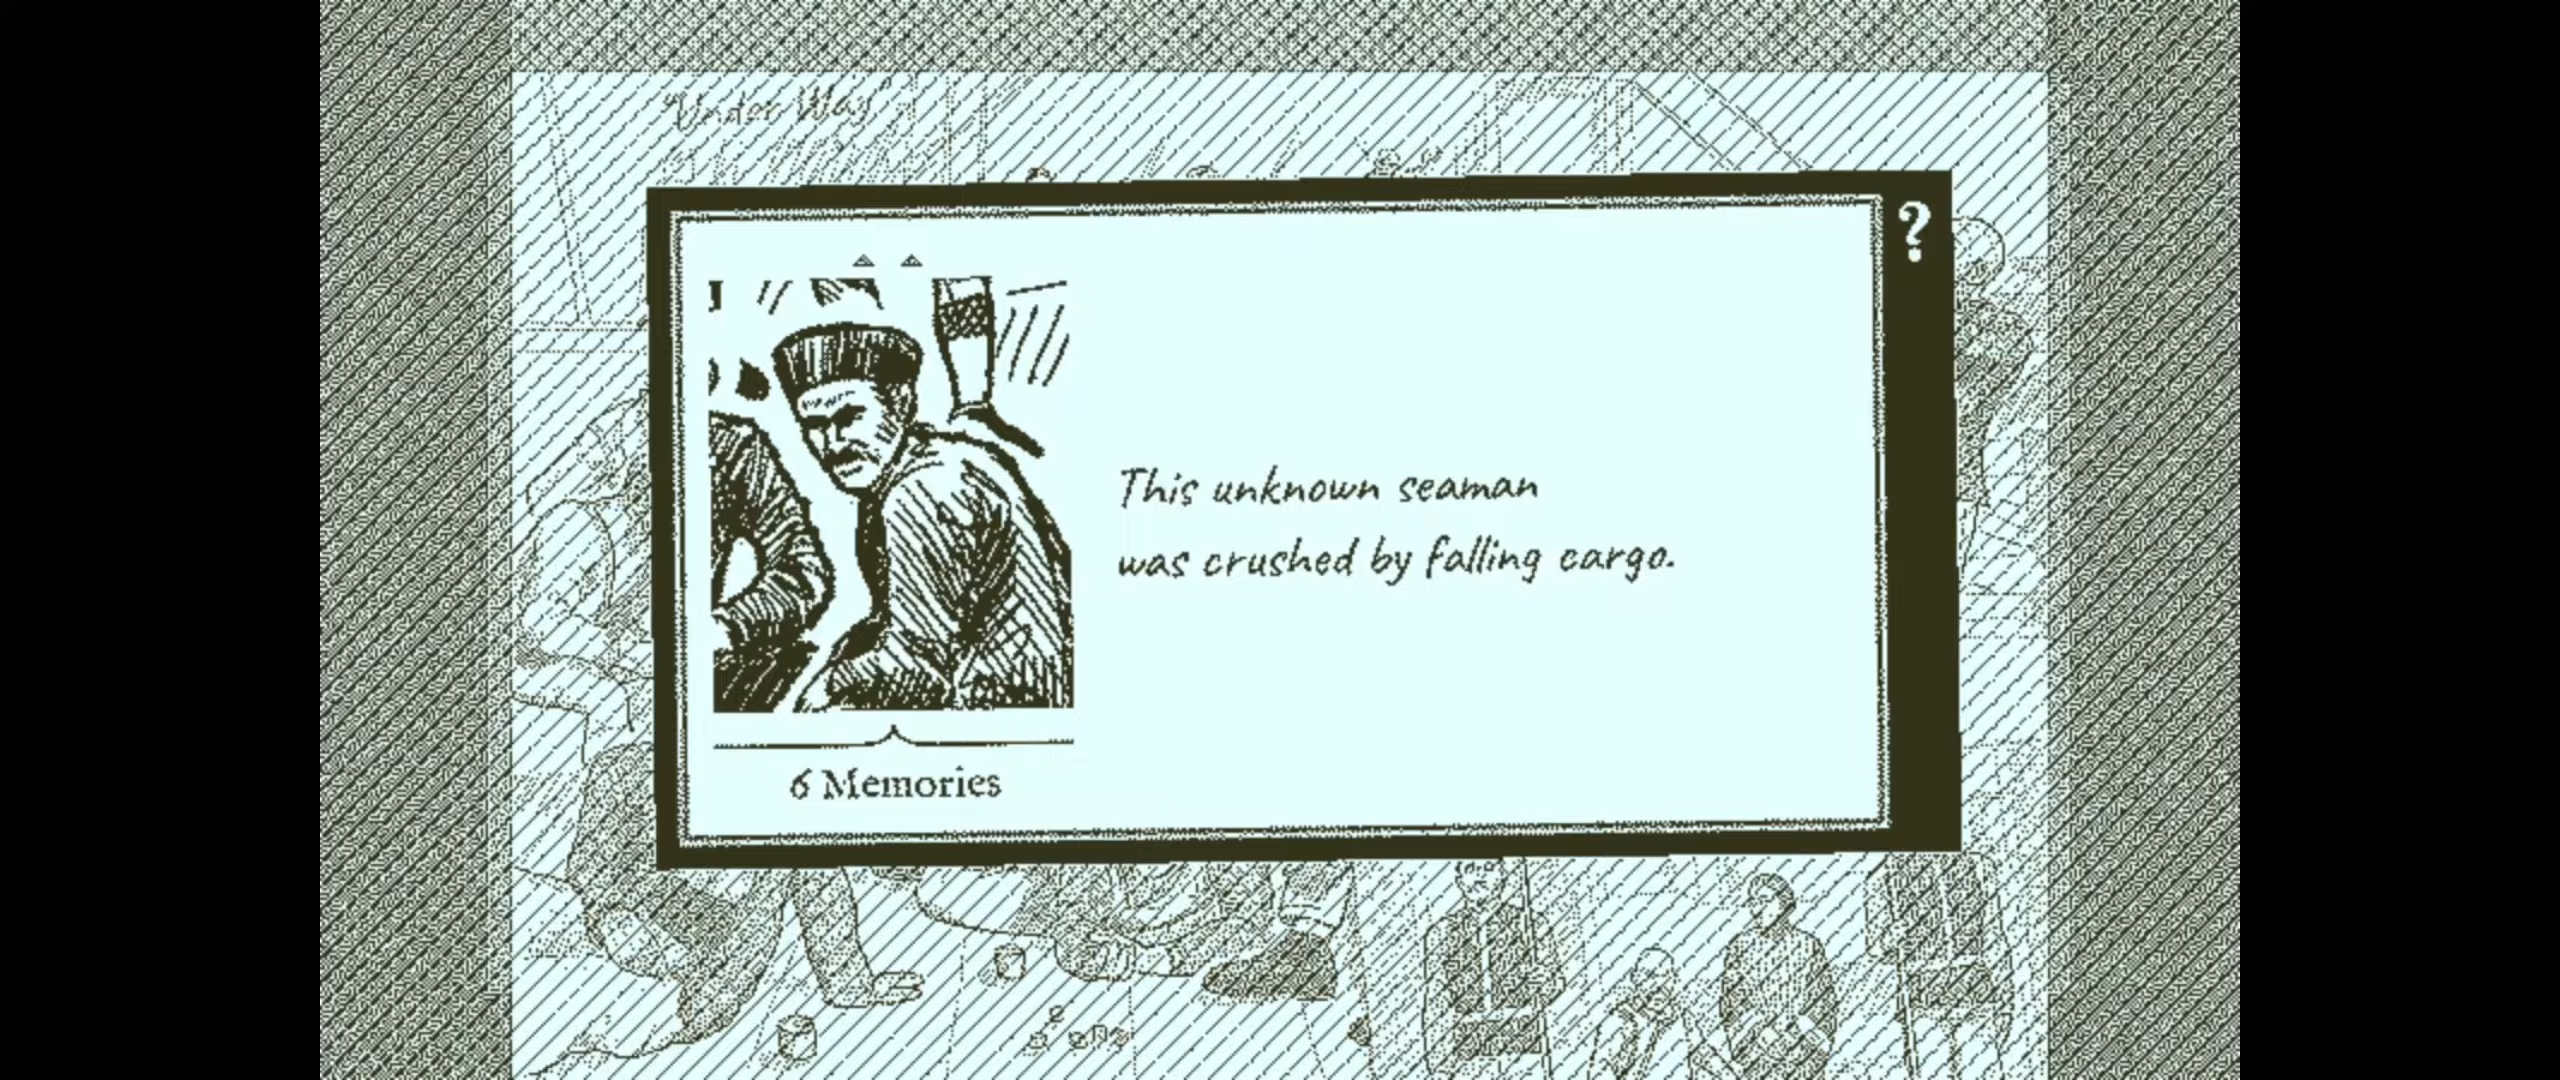 "Under Way"
?
This unknown seaman
was crushed by falling cargo.
6 Memories